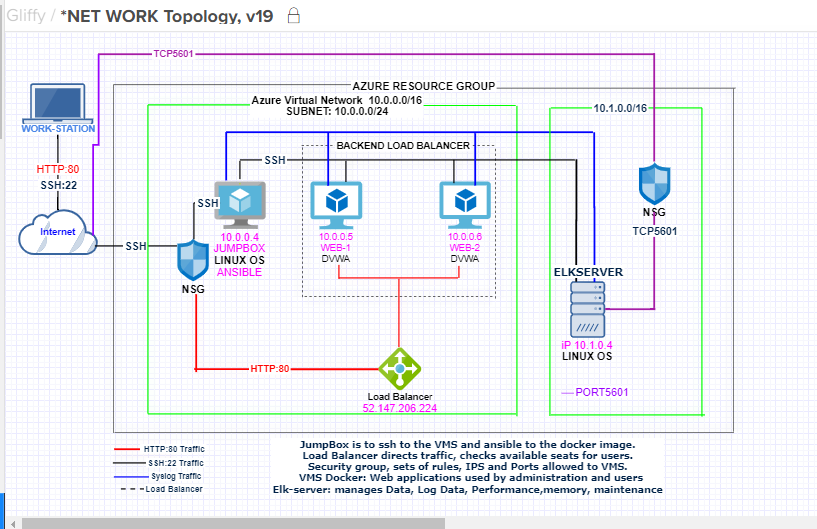 Gliffy / *NET WORK Topology, v19
TCP5601
AZURE RESOURCE GROUP
Azure Virtual Network 10.0.0.0/16
SUBNET: 10.0.0.0/24
10.1.0.0/16
WORK-STATION
BACKEND LOAD BALANCER
SSH
HTTP:80
SSH:22
SSH
NSG
Internet
TCP5601
10.0.0.4
JUMPBOX
LINUX OS
ANSIBLE
10.0.0.5
WEB-1
DVWA
10.0.0.6
WEB-2
DVWA
SSH
NSG
ELKSERVER
iP 10.1.0.4
LINUX OS
HTTP:80
Load Balancer
52.147.206.224
PORT5601
HTTP:80 Traffic
SSH:22 Traffic
Syslog Traffic
Load Balancer
JumpBox is to ssh to the VMS and ansible to the docker image.
Load Balancer directs traffic, checks available seats for users.
Security group, sets of rules, IPS and Ports allowed to VMS.
VMS Docker: Web applications used by administration and users
Elk-server: manages Data, Log Data, Performance,memory, maintenance